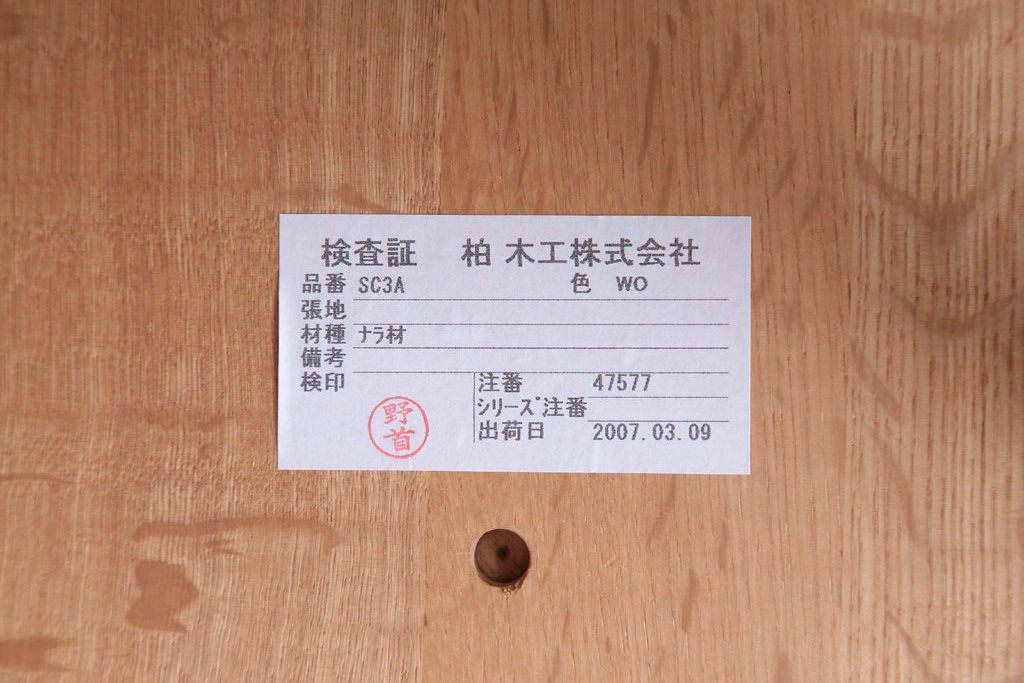 検査証 柏木工株式会社
品番 SC3A 色 WO
張地
材種 ナラ材
備考
検印 注番 47577
シリーズ注番
出荷日 2007.03.09
野首